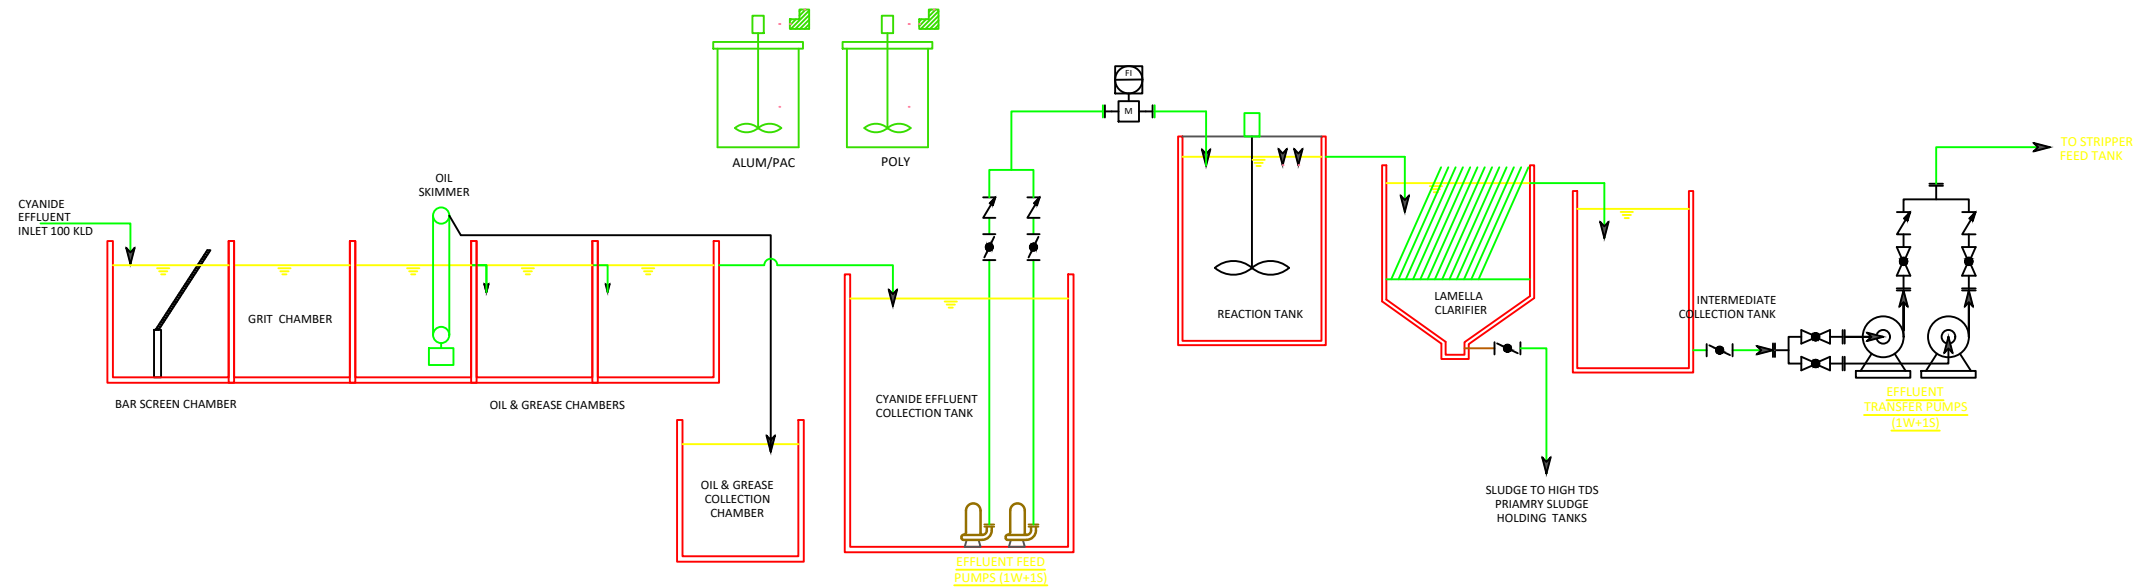 ALUM/PAC
POLY
FI
M
TO STRIPPER
FEED TANK
OIL
SKIMMER
CYANIDE
EFFLUENT
INLET 100 KLD
GRIT CHAMBER
BAR SCREEN CHAMBER
OIL & GREASE CHAMBERS
OIL & GREASE
COLLECTION
CHAMBER
CYANIDE EFFLUENT
COLLECTION TANK
EFFLUENT FEED
PUMPS (1W+1S)
REACTION TANK
LAMELLA
CLARIFIER
SLUDGE TO HIGH TDS
PRIAMRY SLUDGE
HOLDING TANKS
INTERMEDIATE
COLLECTION TANK
EFFLUENT
TRANSFER PUMPS
(1W+1S)